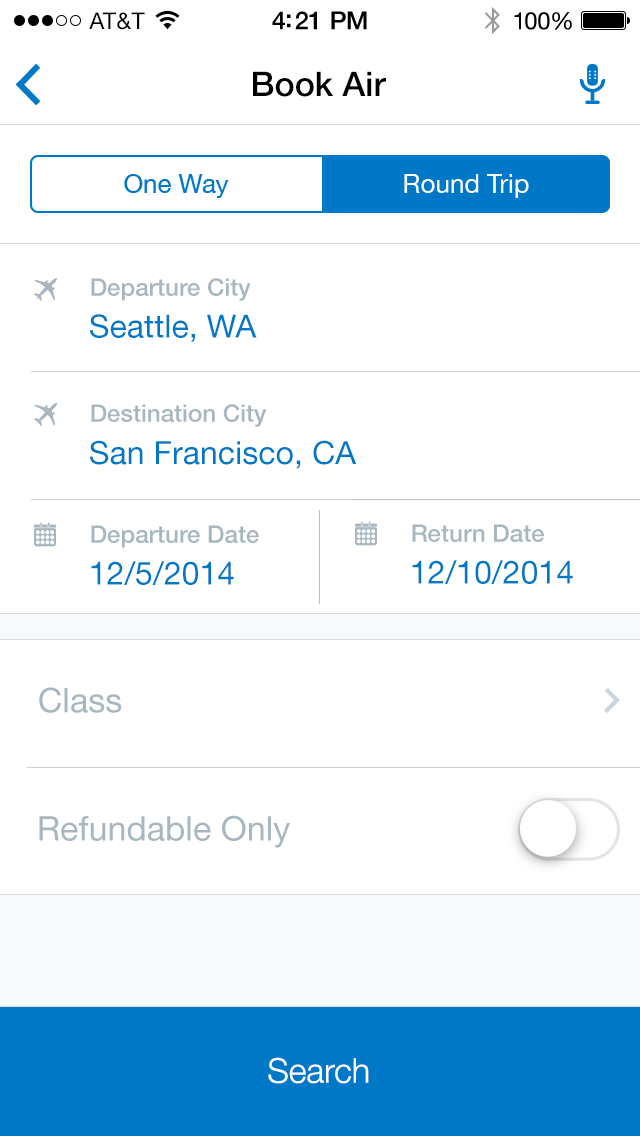 AT&T 4:21 PM 100%
Book Air
One Way Round Trip
Departure City
Seattle, WA
Destination City
San Francisco, CA
Departure Date Return Date
12/5/2014 12/10/2014
Class
Refundable Only
Search